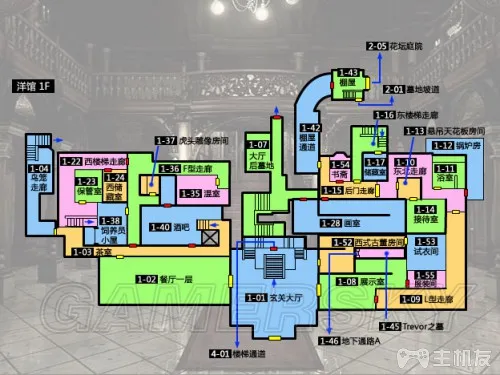 2-05 花坛庭院
洋馆 1F
1-43
棚屋
2-01 墓地坡道
1-16 东楼梯走廊
1-13 悬吊天花板房间
1-37 虎头雕像房间
1-07
大厅
后墓地
1-42
棚屋
通道
1-12 锅炉房
1-04
乌笼
走廊
1-22 西楼梯走廊
1-23
保管室
1-24
西储
藏室
1-36 F型走廊
1-35 温室
1-54
书斋
1-17
储藏室
1-10
东北走廊
1-11
浴室
1-15 后门走廊
1-38
饲养员
小屋
1-40 酒吧
1-28 画室
1-14
接待室
1-03 茶室
1-52 西式古董房间
1-53
试衣间
1-02 餐厅一层
1-01 玄关大厅
1-08 展示室
1-55
服装间
1-09 L型走廊
4-01 楼梯通道
1-46 地下通路A
1-45 Trevor之墓
GAMERSKY
主机友